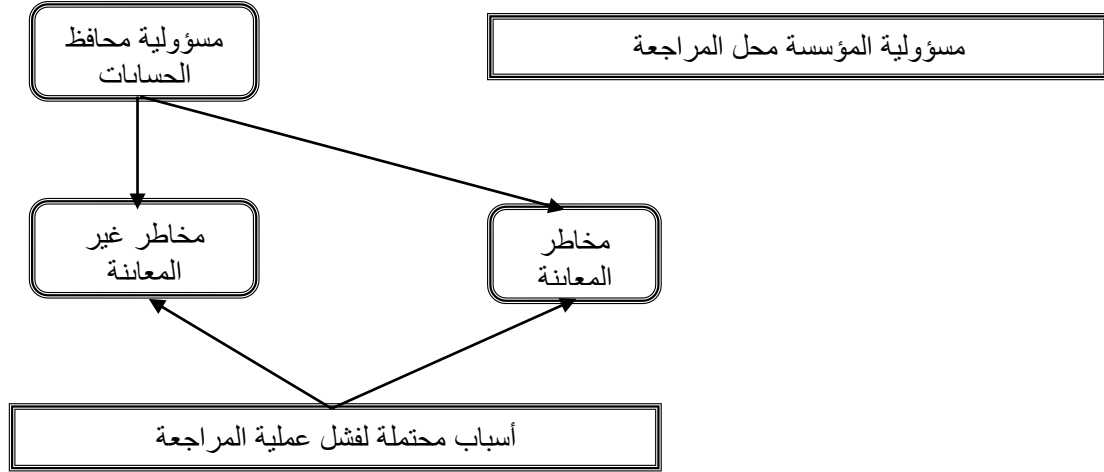 مسؤولية المؤسسة محل المراجعة
مسؤولية محافظ
الحسابات
مخاطر
المعاينة
مخاطر غير
المعاينة
أسباب محتملة لفشل عملية المراجعة